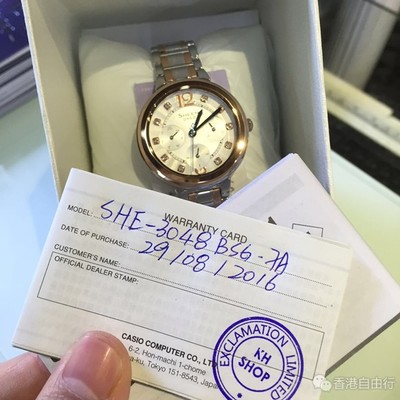 12
WARRANTY CARD
MODEL: SHE-3048BSG-7A
DATE OF PURCHASE: 29/08/2016
CUSTOMER'S NAME:
OFFICIAL DEALER STAMP:
CASIO COMPUTER CO., LT
6-2, Hon-machi 1-chome
a-ku, Tokyo 151-8543, Japan
EXCLAMATION LIMITED
KH
SHOP
香港自由行